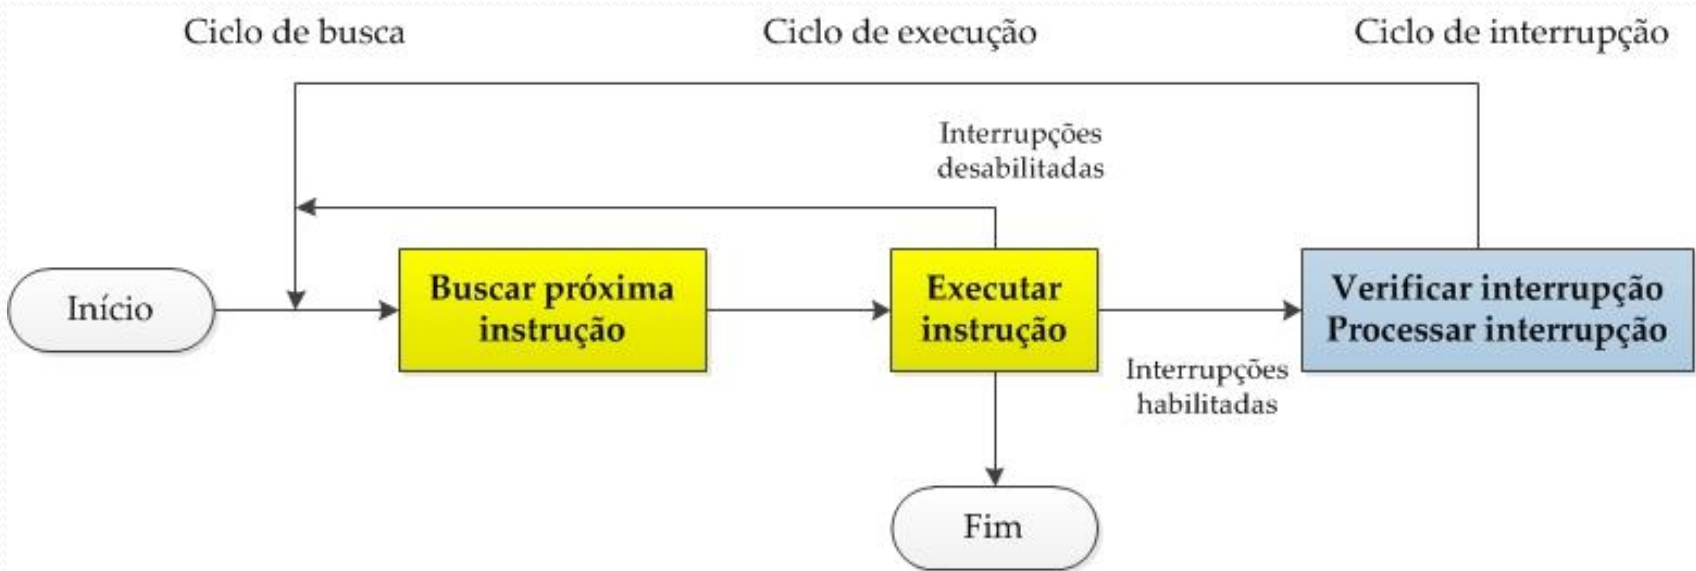 Ciclo de busca
Ciclo de execução
Ciclo de interrupção
Interrupções
desabilitadas
Início
Buscar próxima
instrução
Executar
instrução
Verificar interrupção
Processar interrupção
Interrupções
habilitadas
Fim